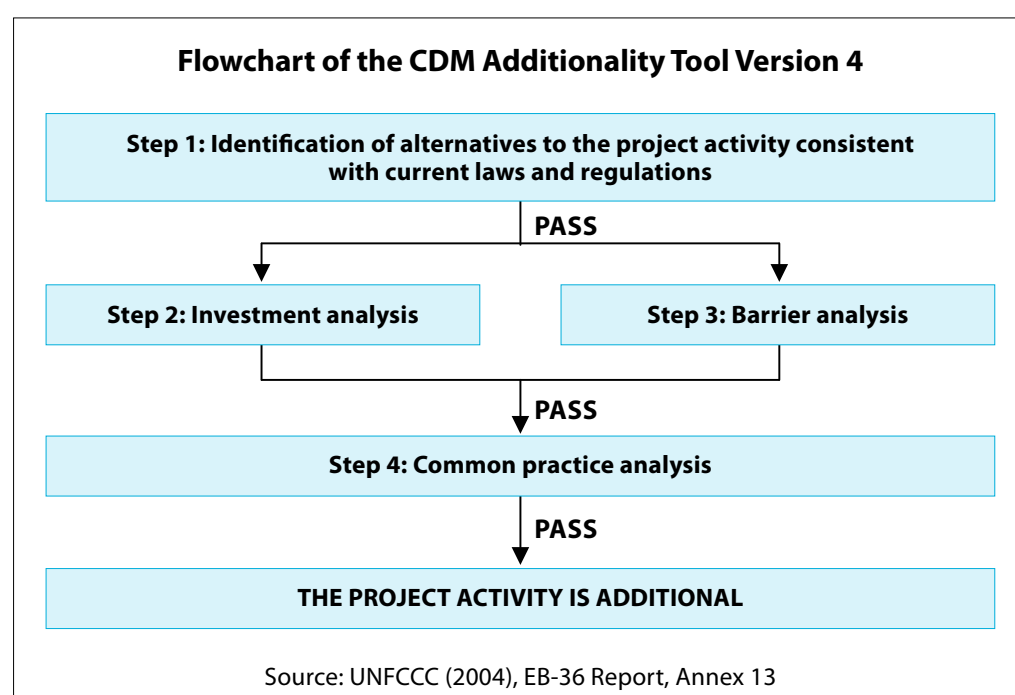 Flowchart of the CDM Additionality Tool Version 4
Step 1: Identification of alternatives to the project activity consistent
with current laws and regulations
PASS
Step 2: Investment analysis
Step 3: Barrier analysis
PASS
Step 4: Common practice analysis
PASS
THE PROJECT ACTIVITY IS ADDITIONAL
Source: UNFCCC (2004), EB-36 Report, Annex 13